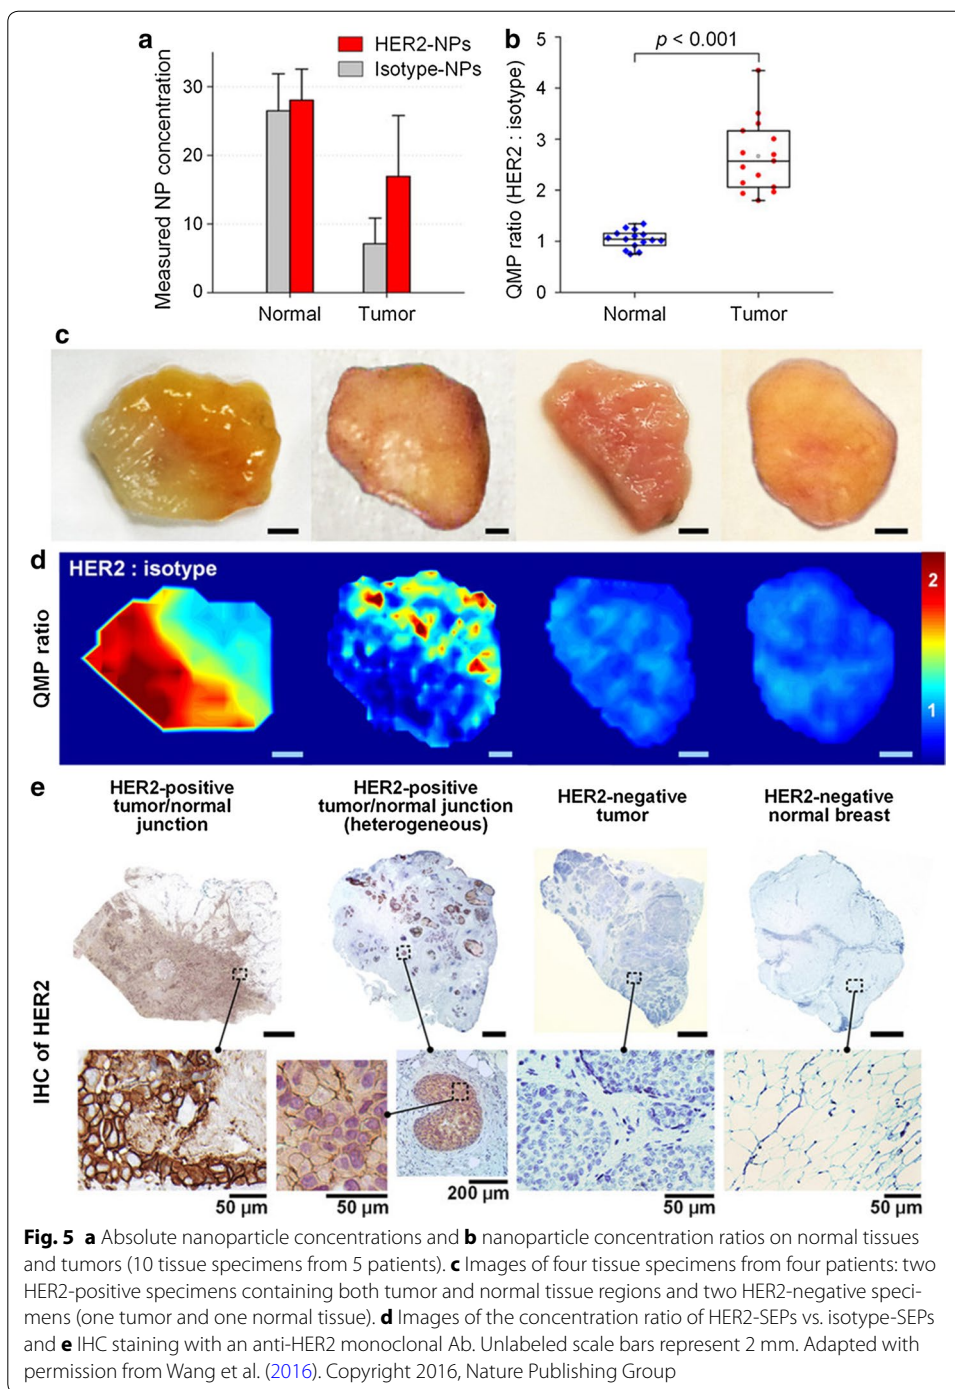 a
HER2-NPs
Isotype-NPs
Measured NP concentration
30
20
10
0
Normal
Tumor
b
p < 0.001
QMP ratio (HER2 : isotype)
5
4
3
2
1
0
Normal
Tumor
c
d
HER2 : isotype
QMP ratio
2
1
e
HER2-positive
tumor/normal
junction
HER2-positive
tumor/normal junction
(heterogeneous)
HER2-negative
tumor
HER2-negative
normal breast
IHC of HER2
50 µm
50 µm
200 µm
50 µm
50 µm
Fig. 5 a Absolute nanoparticle concentrations and b nanoparticle concentration ratios on normal tissues
and tumors (10 tissue specimens from 5 patients). c Images of four tissue specimens from four patients: two
HER2-positive specimens containing both tumor and normal tissue regions and two HER2-negative speci-
mens (one tumor and one normal tissue). d Images of the concentration ratio of HER2-SEPs vs. isotype-SEPs
and e IHC staining with an anti-HER2 monoclonal Ab. Unlabeled scale bars represent 2 mm. Adapted with
permission from Wang et al. (2016). Copyright 2016, Nature Publishing Group